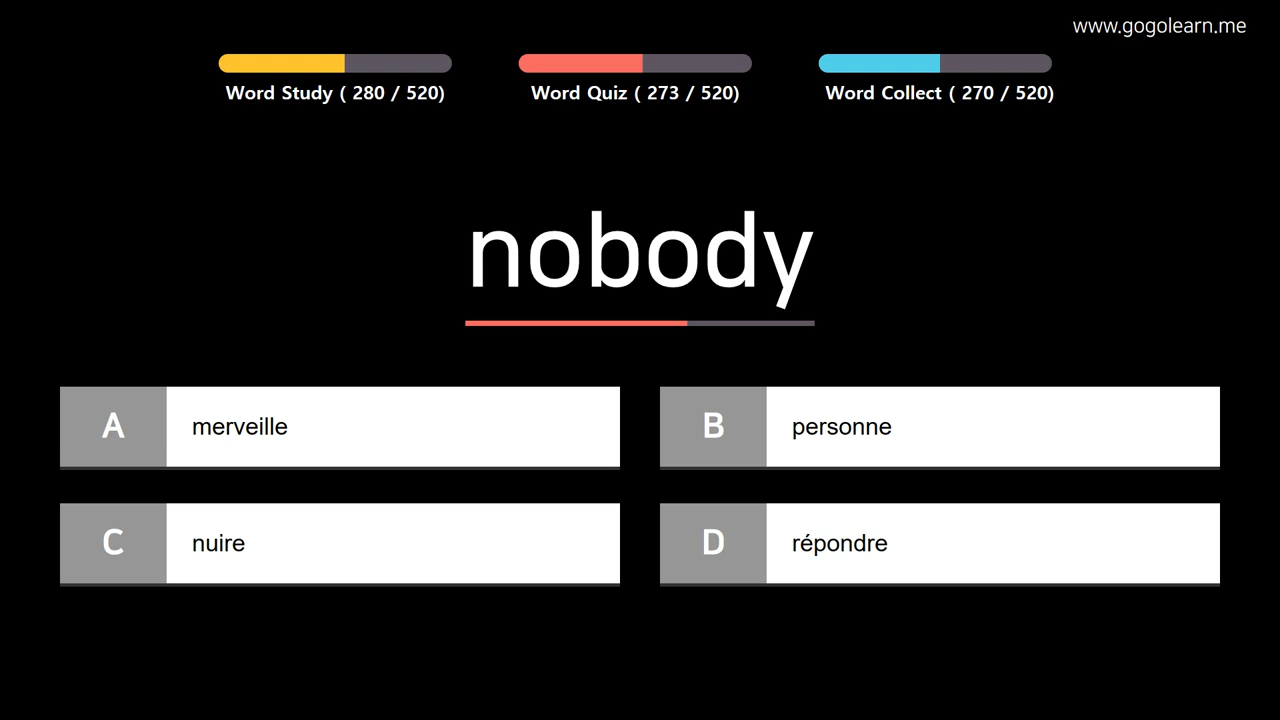 www.gogolearn.me
Word Study ( 280 / 520)
Word Quiz ( 273 / 520)
Word Collect ( 270 / 520)
nobody
A merveille
B personne
C nuire
D répondre